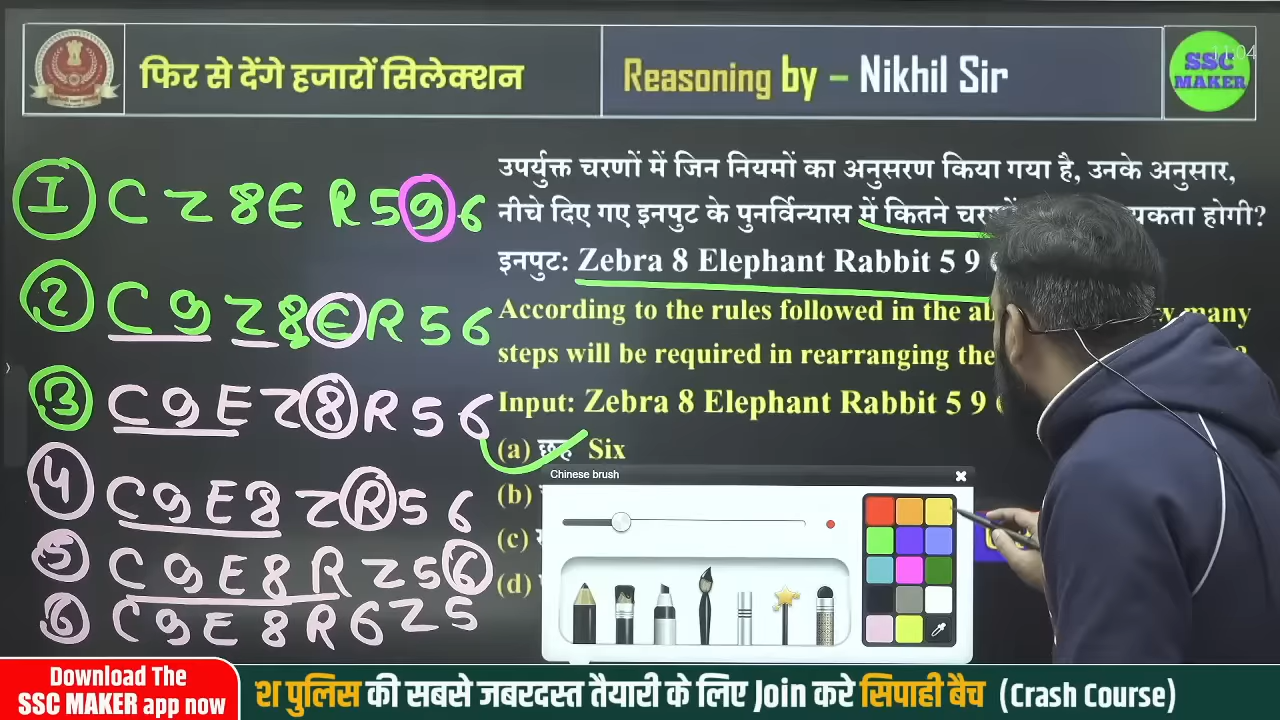 फिर से देंगे हजारों सिलेक्शन
Reasoning by – Nikhil Sir
11:04
SSC
MAKER
उपर्युक्त चरणों में जिन नियमों का अनुसरण किया गया है, उनके अनुसार,
नीचे दिए गए इनपुट के पुनर्विन्यास में कितने होगी?
इनपुट: Zebra 8 Elephant Rabbit 5 9
According to the rules followed in the many
steps will be required in rearranging the
Input: Zebra 8 Elephant Rabbit 5 9
(a) छह Six
(b)
(c)
(d)
1 C Z 8 E R 5 9 6
2 C 9 Z 8 E R 5 6
3 C 9 E Z 8 R 5 6
4 C 9 E 8 Z R 5 6
5 C 9 E 8 R Z 5 6
6 C 9 E 8 R 6 Z 5
Chinese brush
Download The
SSC MAKER app now
श पुलिस की सबसे जबरदस्त तैयारी के लिए Join करे सिपाही बैच (Crash Course)